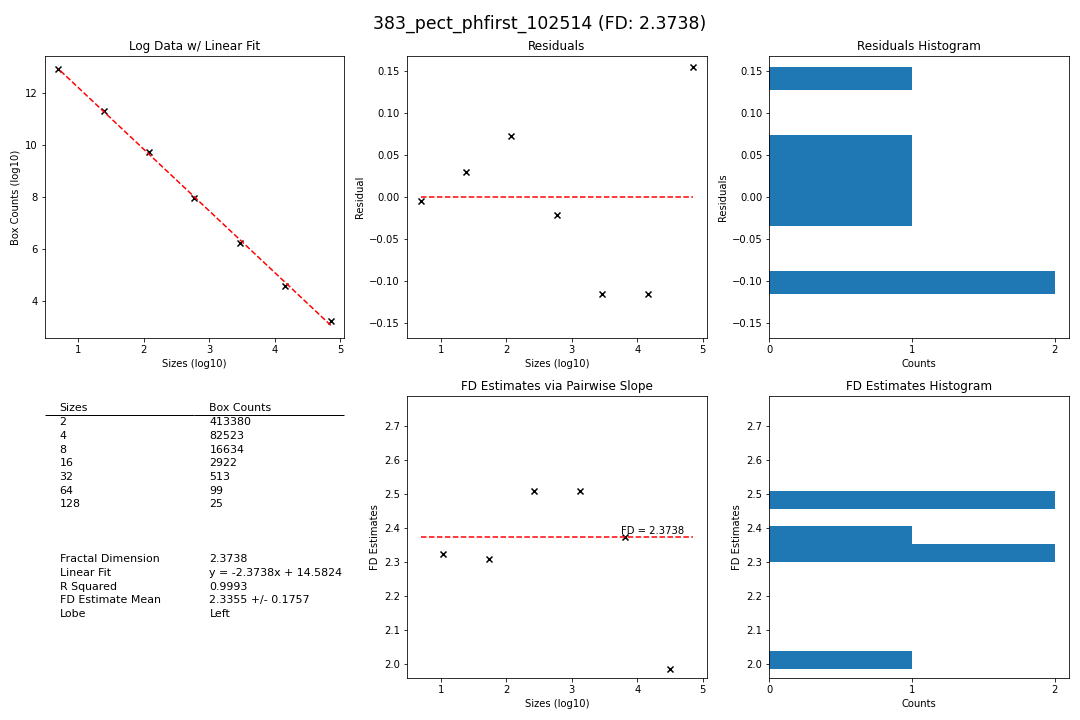 383_pect_phfirst_102514 (FD: 2.3738)
Log Data w/ Linear Fit
Box Counts (log10)
12
10
8
6
4
1 2 3 4 5
Sizes (log10)
Residuals
Residual
0.15
0.10
0.05
0.00
−0.05
−0.10
−0.15
1 2 3 4 5
Sizes (log10)
Residuals Histogram
Residuals
0.15
0.10
0.05
0.00
−0.05
−0.10
−0.15
0 1 2
Counts
Sizes Box Counts
2 413380
4 82523
8 16634
16 2922
32 513
64 99
128 25
Fractal Dimension 2.3738
Linear Fit y = -2.3738x + 14.5824
R Squared 0.9993
FD Estimate Mean 2.3355 +/- 0.1757
Lobe Left
FD Estimates via Pairwise Slope
FD Estimates
2.7
2.6
2.5
2.4
2.3
2.2
2.1
2.0
FD = 2.3738
1 2 3 4 5
Sizes (log10)
FD Estimates Histogram
FD Estimates
2.7
2.6
2.5
2.4
2.3
2.2
2.1
2.0
0 1 2
Counts